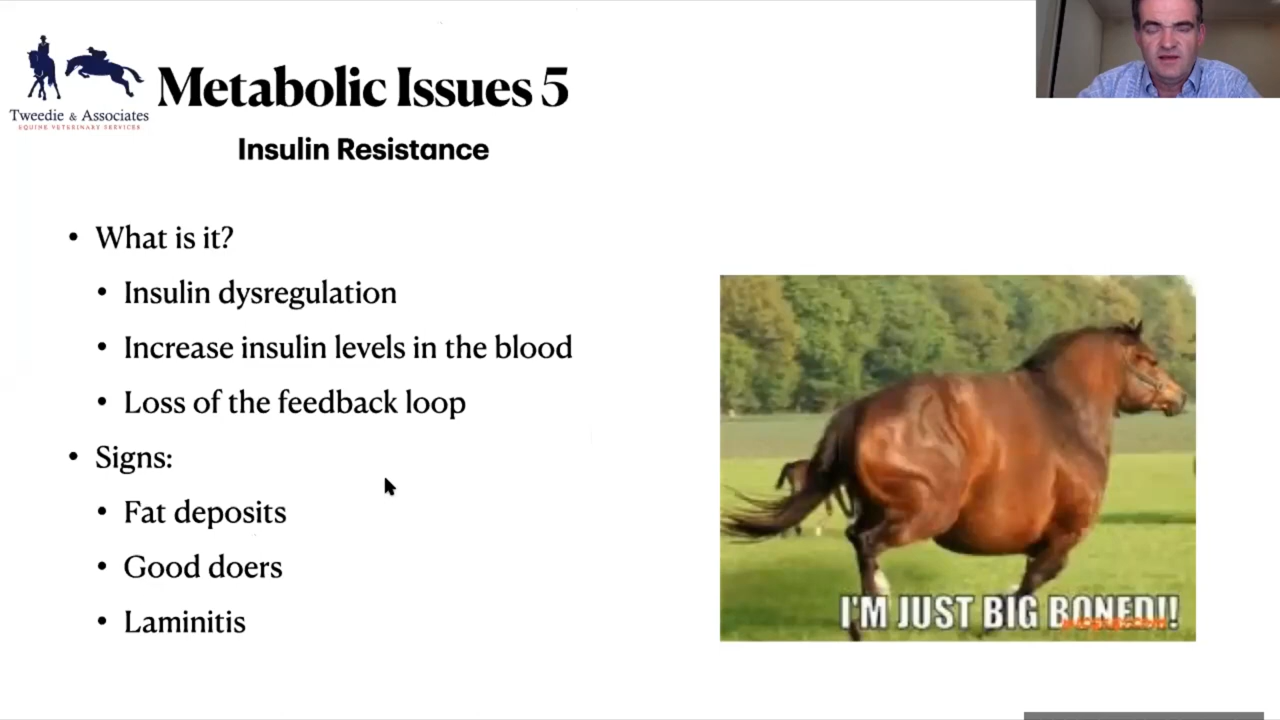 Tweedie & Associates
EQUINE VETERINARY SERVICES
Metabolic Issues 5
Insulin Resistance
• What is it?
• Insulin dysregulation
• Increase insulin levels in the blood
• Loss of the feedback loop
• Signs:
• Fat deposits
• Good doers
• Laminitis
I'M JUST BIG BONED!!